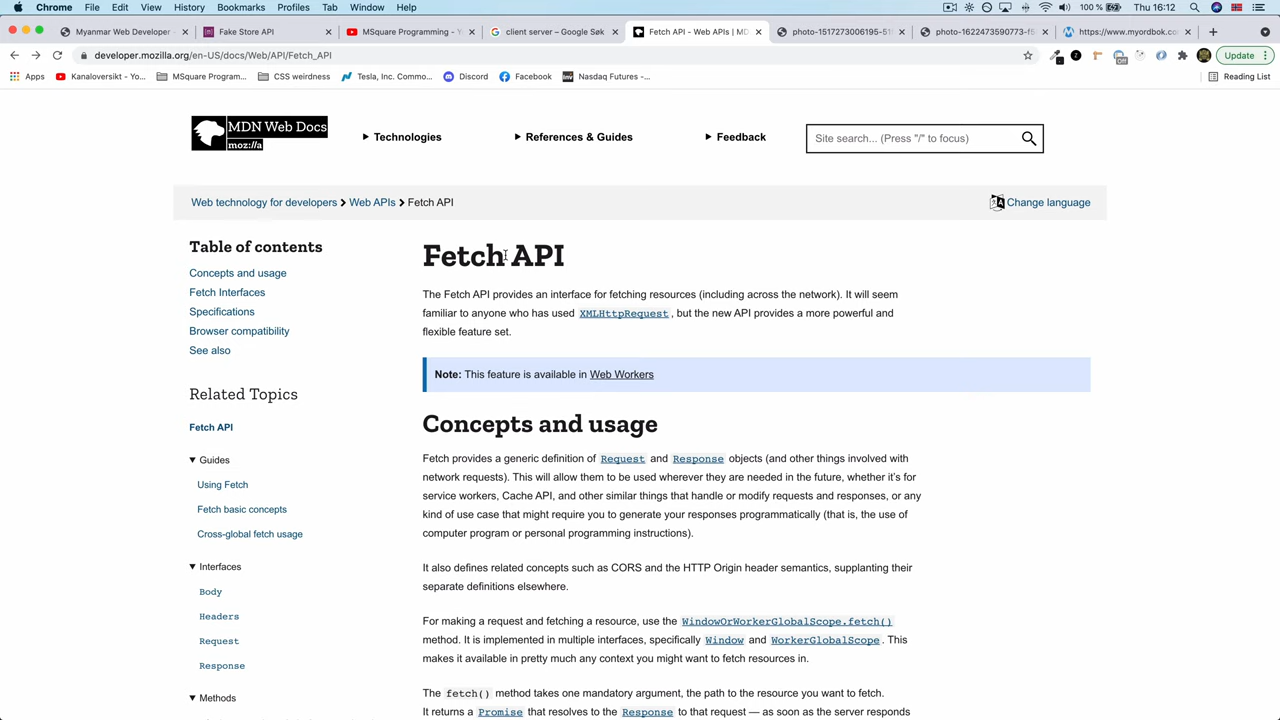 Chrome File Edit View History Bookmarks Profiles Tab Window Help 100 % Thu 16:12
Myanmar Web Developer - Fake Store API MSquare Programming - YouT client server – Google Søk Fetch API - Web APIs | MD photo-1517273006195-51 photo-1622473590773-f https://www.myordbok.com
developer.mozilla.org/en-US/docs/Web/API/Fetch_API Update
Apps Kanaloversikt - Yo... MSquare Program... CSS weirdness Tesla, Inc. Commo... Discord Facebook Nasdaq Futures -... Reading List
MDN Web Docs
moz://a
Technologies References & Guides Feedback Site search... (Press "/" to focus)
Web technology for developers Web APIs Fetch API Change language
Table of contents
Concepts and usage
Fetch Interfaces
Specifications
Browser compatibility
See also
Related Topics
Fetch API
Guides
Using Fetch
Fetch basic concepts
Cross-global fetch usage
Interfaces
Body
Headers
Request
Response
Methods
Fetch API
The Fetch API provides an interface for fetching resources (including across the network). It will seem
familiar to anyone who has used XMLHttpRequest, but the new API provides a more powerful and
flexible feature set.
Note: This feature is available in Web Workers
Concepts and usage
Fetch provides a generic definition of Request and Response objects (and other things involved with
network requests). This will allow them to be used wherever they are needed in the future, whether it's for
service workers, Cache API, and other similar things that handle or modify requests and responses, or any
kind of use case that might require you to generate your responses programmatically (that is, the use of
computer program or personal programming instructions).
It also defines related concepts such as CORS and the HTTP Origin header semantics, supplanting their
separate definitions elsewhere.
For making a request and fetching a resource, use the WindowOrWorkerGlobalScope.fetch()
method. It is implemented in multiple interfaces, specifically Window and WorkerGlobalScope. This
makes it available in pretty much any context you might want to fetch resources in.
The fetch() method takes one mandatory argument, the path to the resource you want to fetch.
It returns a Promise that resolves to the Response to that request — as soon as the server responds